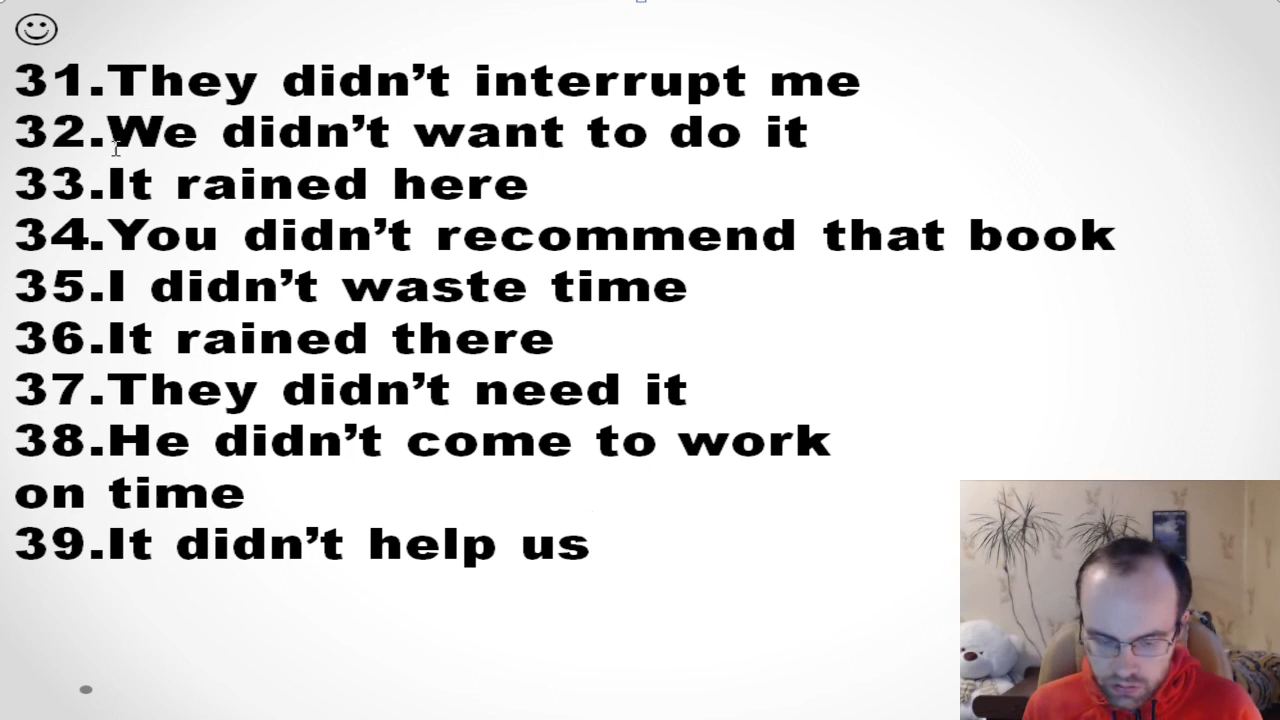 31.They didn't interrupt me
32.We didn't want to do it
33.It rained here
34.You didn't recommend that book
35.I didn't waste time
36.It rained there
37.They didn't need it
38.He didn't come to work
on time
39.It didn't help us